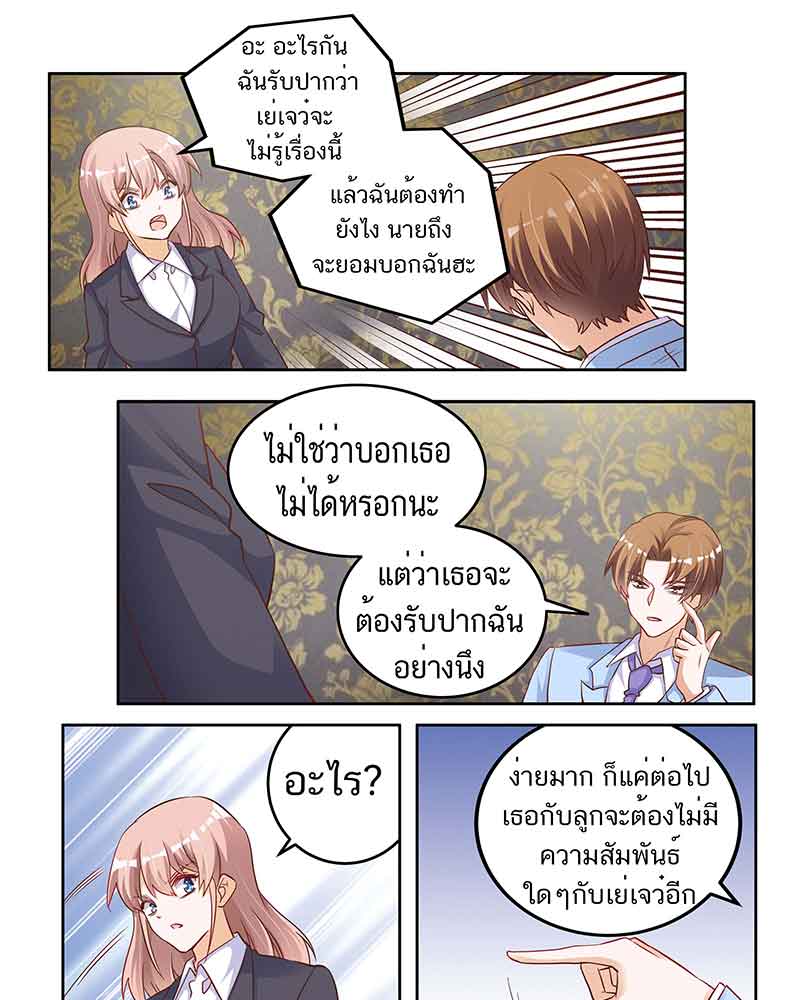 อะ อะไรกัน
ฉันรับปากว่า
เย่เจว๋จะ
ไม่รู้เรื่องนี้
แล้วฉันต้องทำ
ยังไง นายถึง
จะยอมบอกฉันฮะ
ไม่ใช่ว่าบอกเธอ
ไม่ได้หรอกนะ
แต่ว่าเธอจะ
ต้องรับปากฉัน
อย่างนึง
อะไร?
ง่ายมาก ก็แค่ต่อไป
เธอกับลูกจะต้องไม่มี
ความสัมพันธ์
ใดๆกับเย่เจว๋อีก